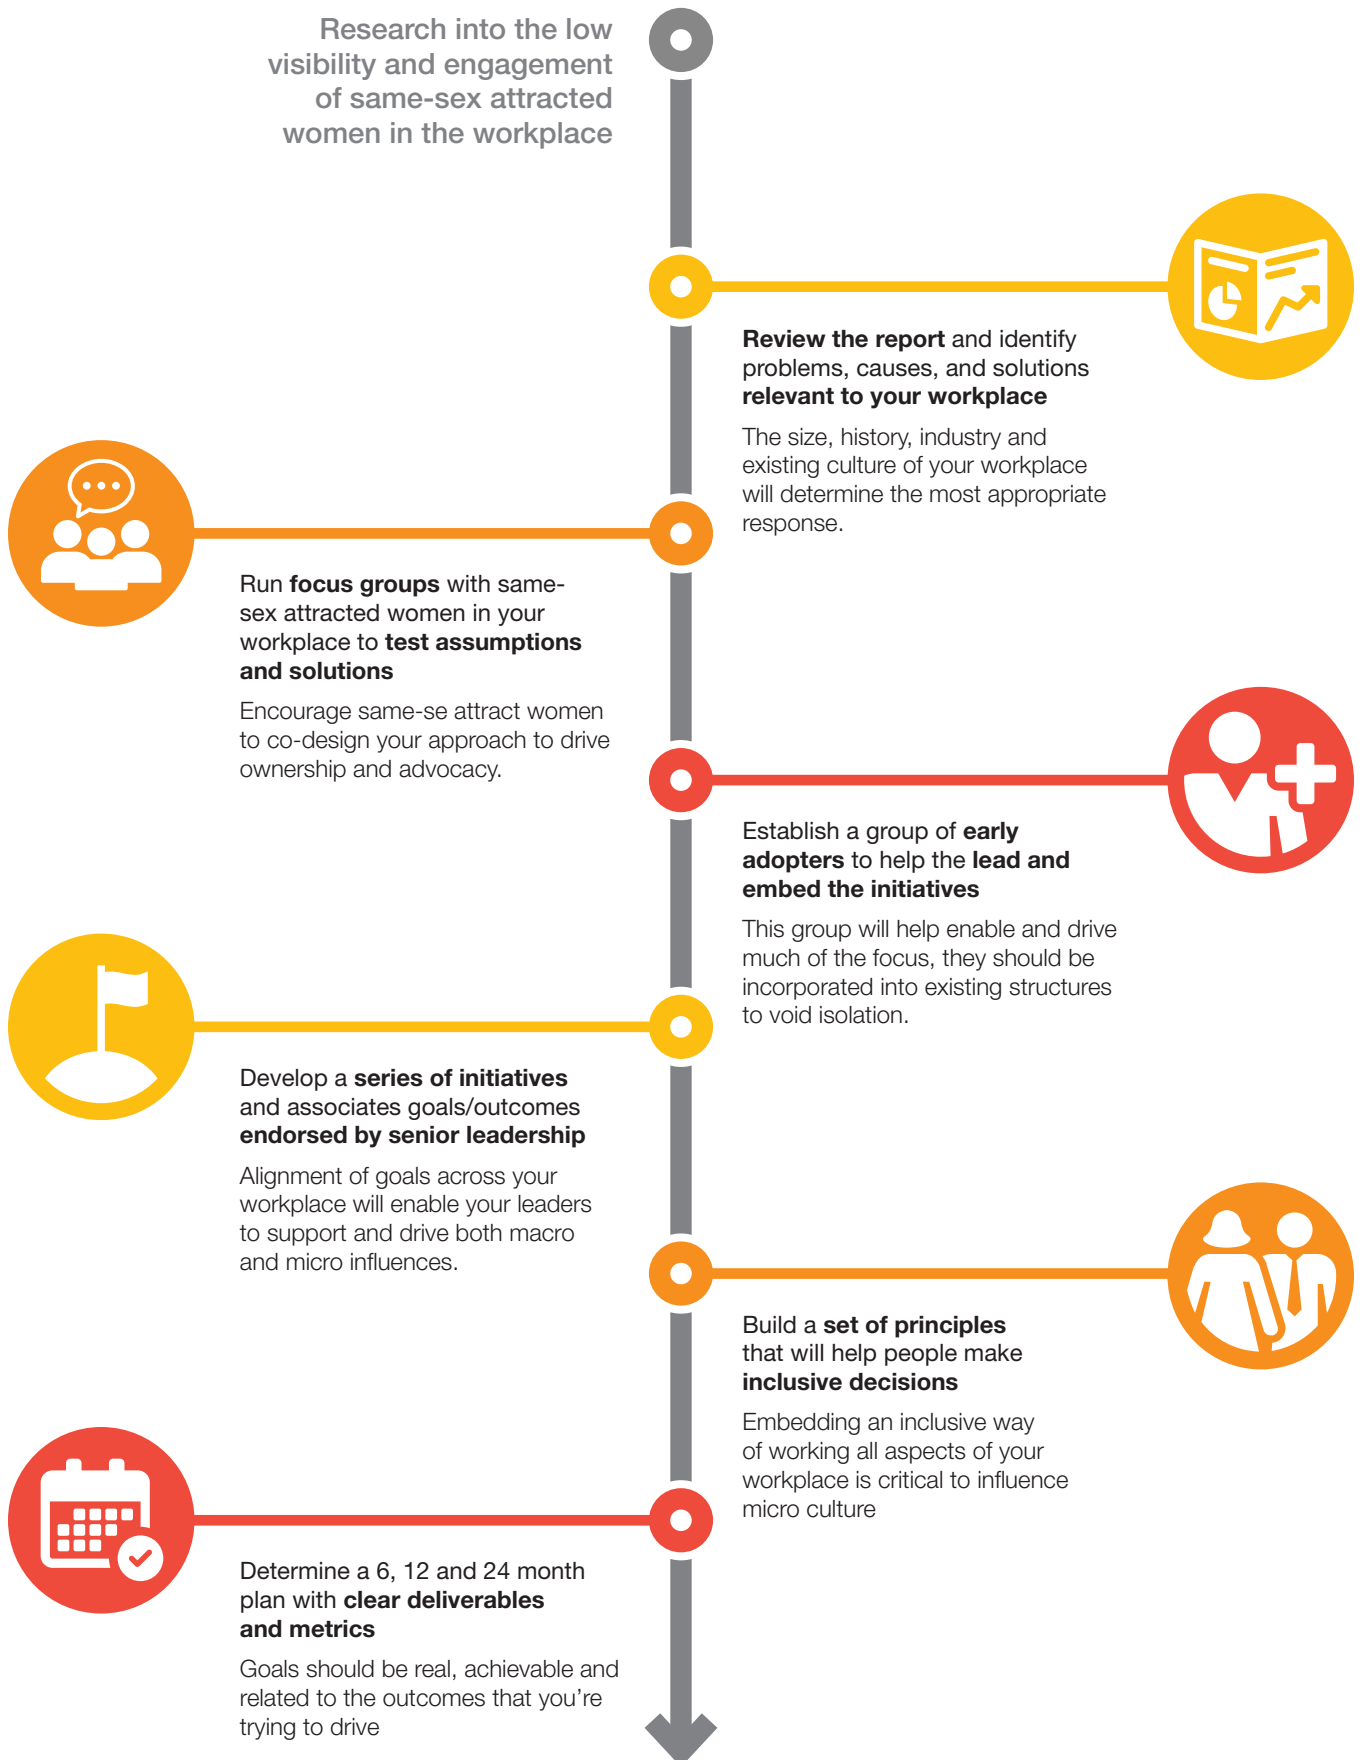 Research into the low
visibility and engagement
of same-sex attracted
women in the workplace
Review the report and identify
problems, causes, and solutions
relevant to your workplace
The size, history, industry and
existing culture of your workplace
will determine the most appropriate
response.
Run focus groups with same-
sex attracted women in your
workplace to test assumptions
and solutions
Encourage same-se attract women
to co-design your approach to drive
ownership and advocacy.
Establish a group of early
adopters to help the lead and
embed the initiatives
This group will help enable and drive
much of the focus, they should be
incorporated into existing structures
to void isolation.
Develop a series of initiatives
and associates goals/outcomes
endorsed by senior leadership
Alignment of goals across your
workplace will enable your leaders
to support and drive both macro
and micro influences.
Build a set of principles
that will help people make
inclusive decisions
Embedding an inclusive way
of working all aspects of your
workplace is critical to influence
micro culture
Determine a 6, 12 and 24 month
plan with clear deliverables
and metrics
Goals should be real, achievable and
related to the outcomes that you’re
trying to drive